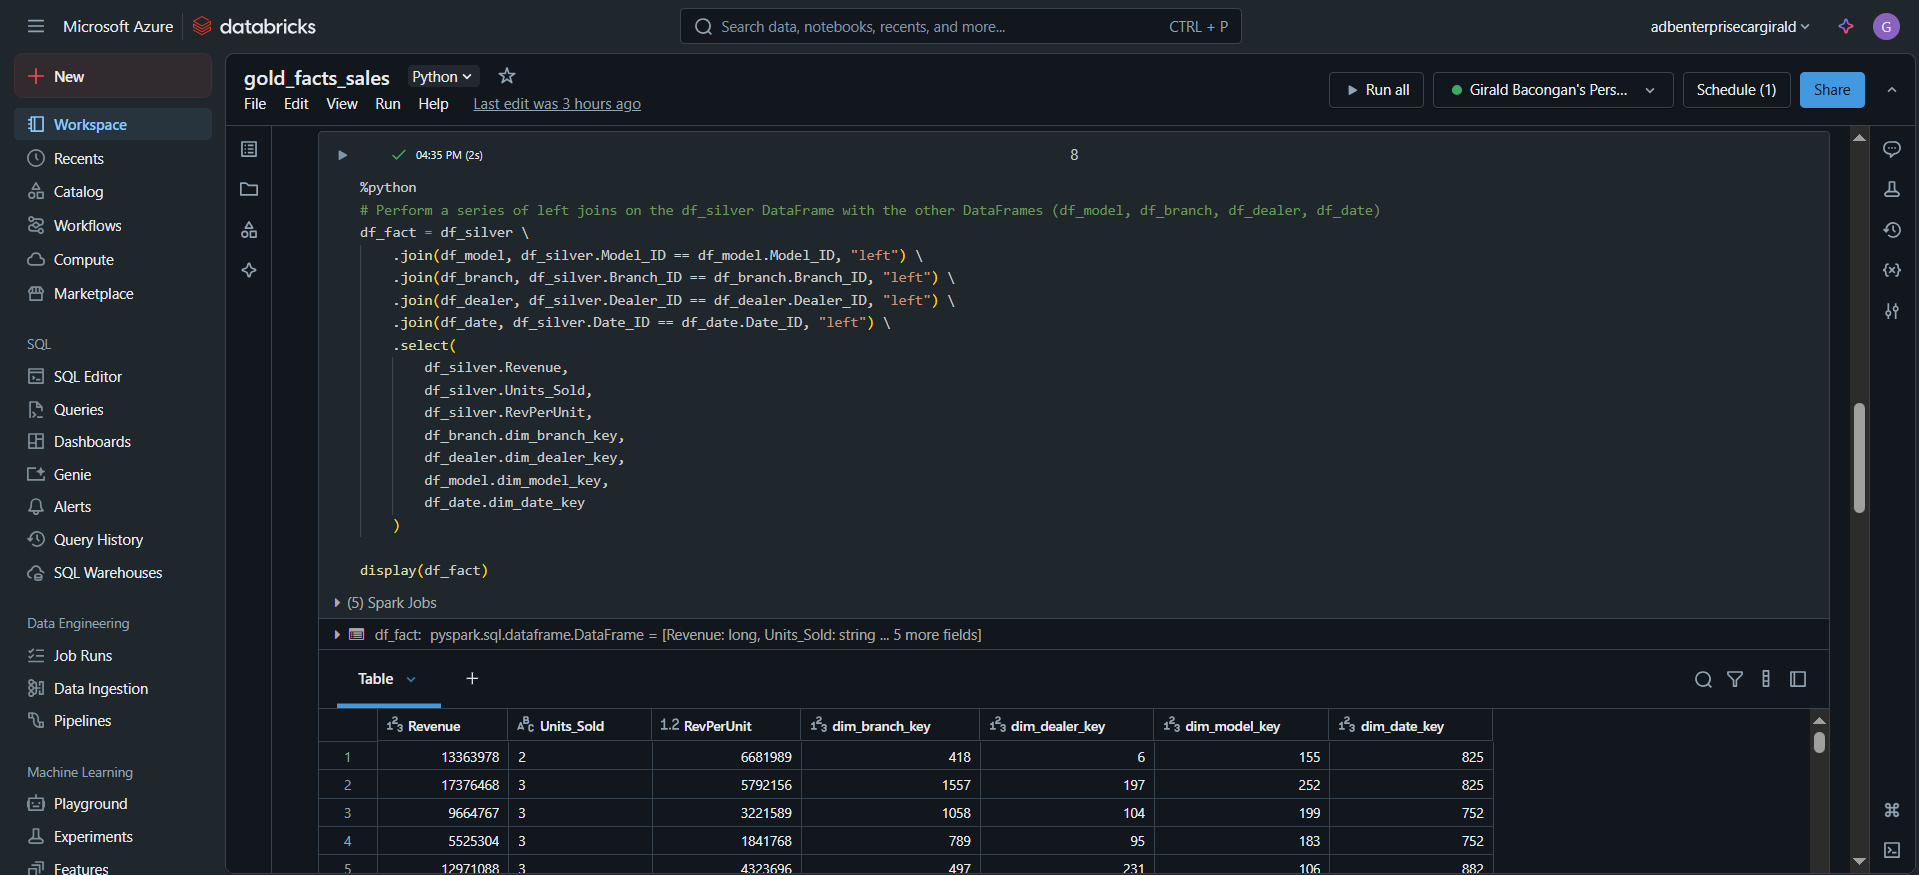 Microsoft Azure databricks
Search data, notebooks, recents, and more... CTRL + P
adbenterprisecargirald
G
New
Workspace
Recents
Catalog
Workflows
Compute
Marketplace
SQL
SQL Editor
Queries
Dashboards
Genie
Alerts
Query History
SQL Warehouses
Data Engineering
Job Runs
Data Ingestion
Pipelines
Machine Learning
Playground
Experiments
Features
gold_facts_sales Python
File Edit View Run Help Last edit was 3 hours ago
Run all Girald Bacongan's Pers... Schedule (1) Share
04:35 PM (2s) 8
%python
# Perform a series of left joins on the df_silver DataFrame with the other DataFrames (df_model, df_branch, df_dealer, df_date)
df_fact = df_silver \
.join(df_model, df_silver.Model_ID == df_model.Model_ID, "left") \
.join(df_branch, df_silver.Branch_ID == df_branch.Branch_ID, "left") \
.join(df_dealer, df_silver.Dealer_ID == df_dealer.Dealer_ID, "left") \
.join(df_date, df_silver.Date_ID == df_date.Date_ID, "left") \
.select(
df_silver.Revenue,
df_silver.Units_Sold,
df_silver.RevPerUnit,
df_branch.dim_branch_key,
df_dealer.dim_dealer_key,
df_model.dim_model_key,
df_date.dim_date_key
)
display(df_fact)
(5) Spark Jobs
df_fact: pyspark.sql.dataframe.DataFrame = [Revenue: long, Units_Sold: string ... 5 more fields]
Table +
123 Revenue ABC Units_Sold 1.2 RevPerUnit 123 dim_branch_key 123 dim_dealer_key 123 dim_model_key 123 dim_date_key
1 13363978 2 6681989 418 6 155 825
2 17376468 3 5792156 1557 197 252 825
3 9664767 3 3221589 1058 104 199 752
4 5525304 3 1841768 789 95 183 752
5 12971088 3 4323696 497 231 106 882